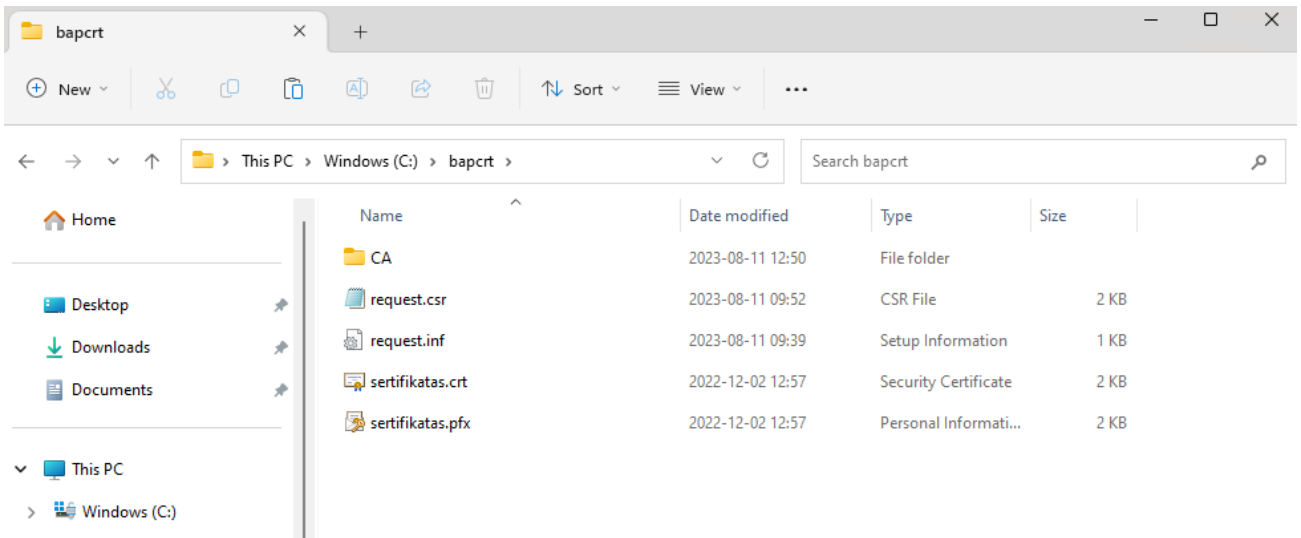 bapcrt
New
Sort
View
This PC > Windows (C:) > bapcrt >
Search bapcrt
Home
Desktop
Downloads
Documents
This PC
Windows (C:)
Name Date modified Type Size
CA 2023-08-11 12:50 File folder
request.csr 2023-08-11 09:52 CSR File 2 KB
request.inf 2023-08-11 09:39 Setup Information 1 KB
sertifikatas.crt 2022-12-02 12:57 Security Certificate 2 KB
sertifikatas.pfx 2022-12-02 12:57 Personal Informati... 2 KB